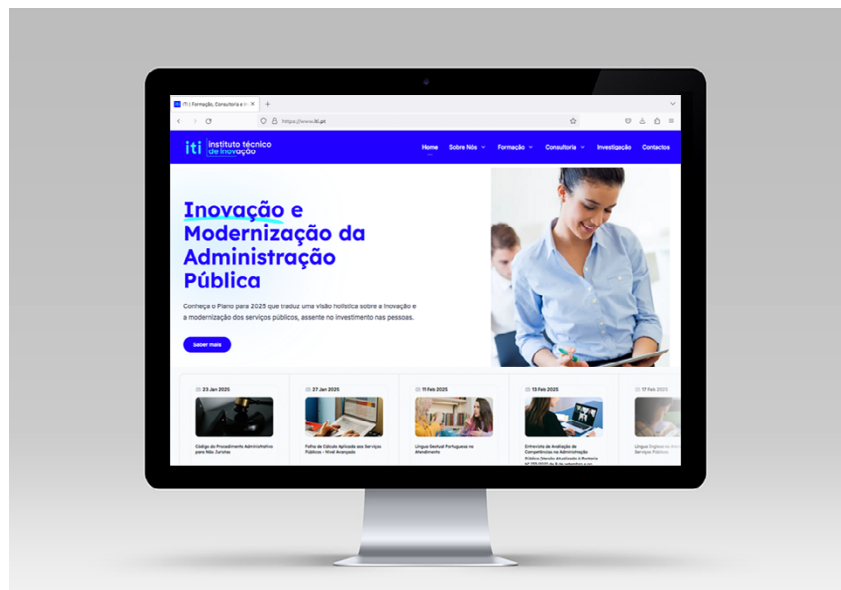 iti | Formação, Consultoria e
https://www.iti.pt
iti instituto técnico
de inovação
Home Sobre Nós Formação Consultoria Investigação Contactos
Inovação e
Modernização da
Administração
Pública
Conheça o Plano para 2025 que traduz uma visão holística sobre a Inovação e
a modernização dos serviços públicos, assente no investimento nas pessoas.
Saber mais
23 Jan 2025
Código do Procedimento Administrativo
para Não Juristas
27 Jan 2025
Folha de Cálculo Aplicada aos Serviços
Públicos - Nível Avançado
11 Feb 2025
Língua Gestual Portuguesa no
Atendimento
13 Feb 2025
Entrevista de Avaliação de
Competências na Administração
17 Feb 2025
Língua Inglesa
Serviços Públicos